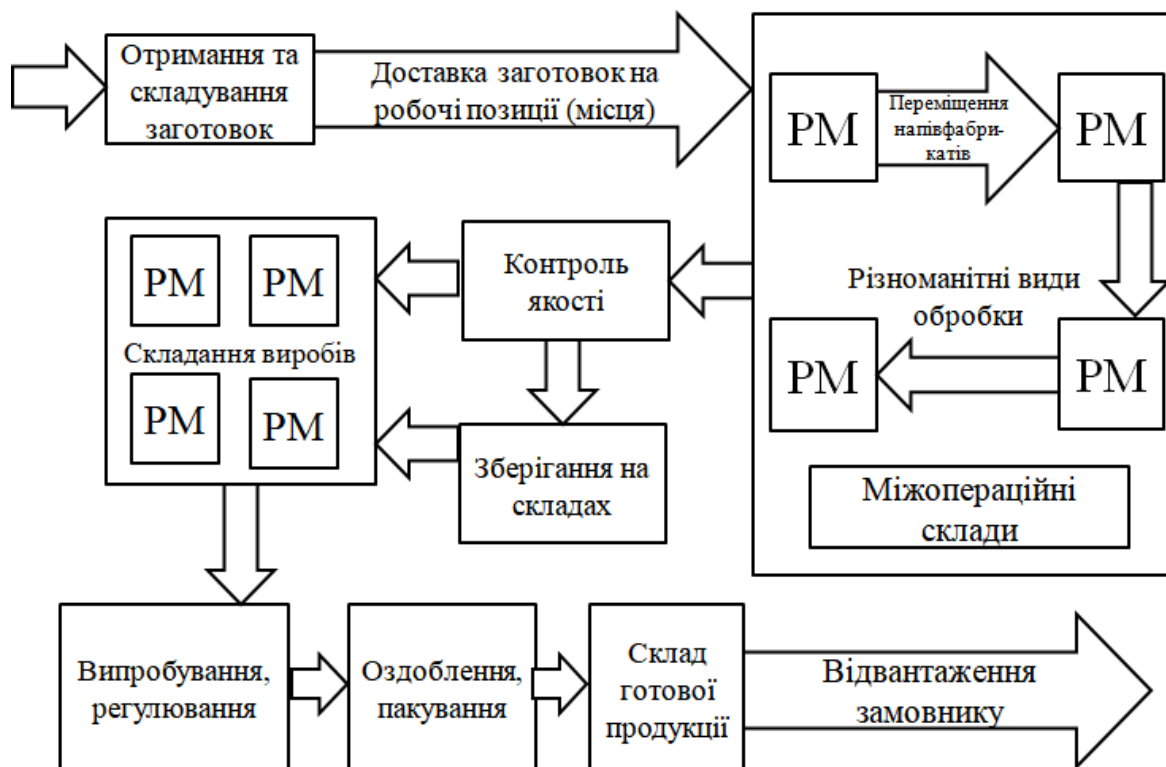 Отримання та
складування
заготовок
Доставка заготовок на
робочі позиції (місця)
РМ
Переміщення
напівфабри-
катів
РМ
Різноманітні види
обробки
РМ
РМ
Міжопераційні
склади
Контроль
якості
Зберігання на
складах
РМ
РМ
Складання виробів
РМ
РМ
Випробування,
регулювання
Оздоблення,
пакування
Склад
готової
продукції
Відвантаження
замовнику